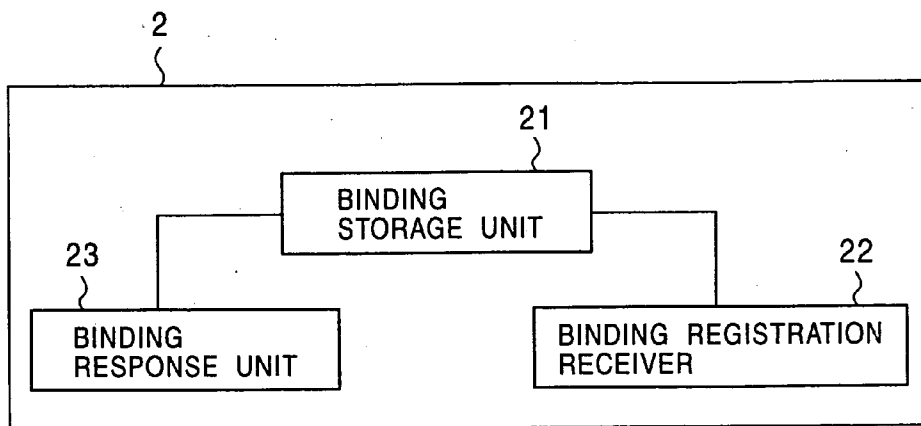 2
21
BINDING
STORAGE UNIT
23
22
BINDING
RESPONSE UNIT
BINDING REGISTRATION
RECEIVER